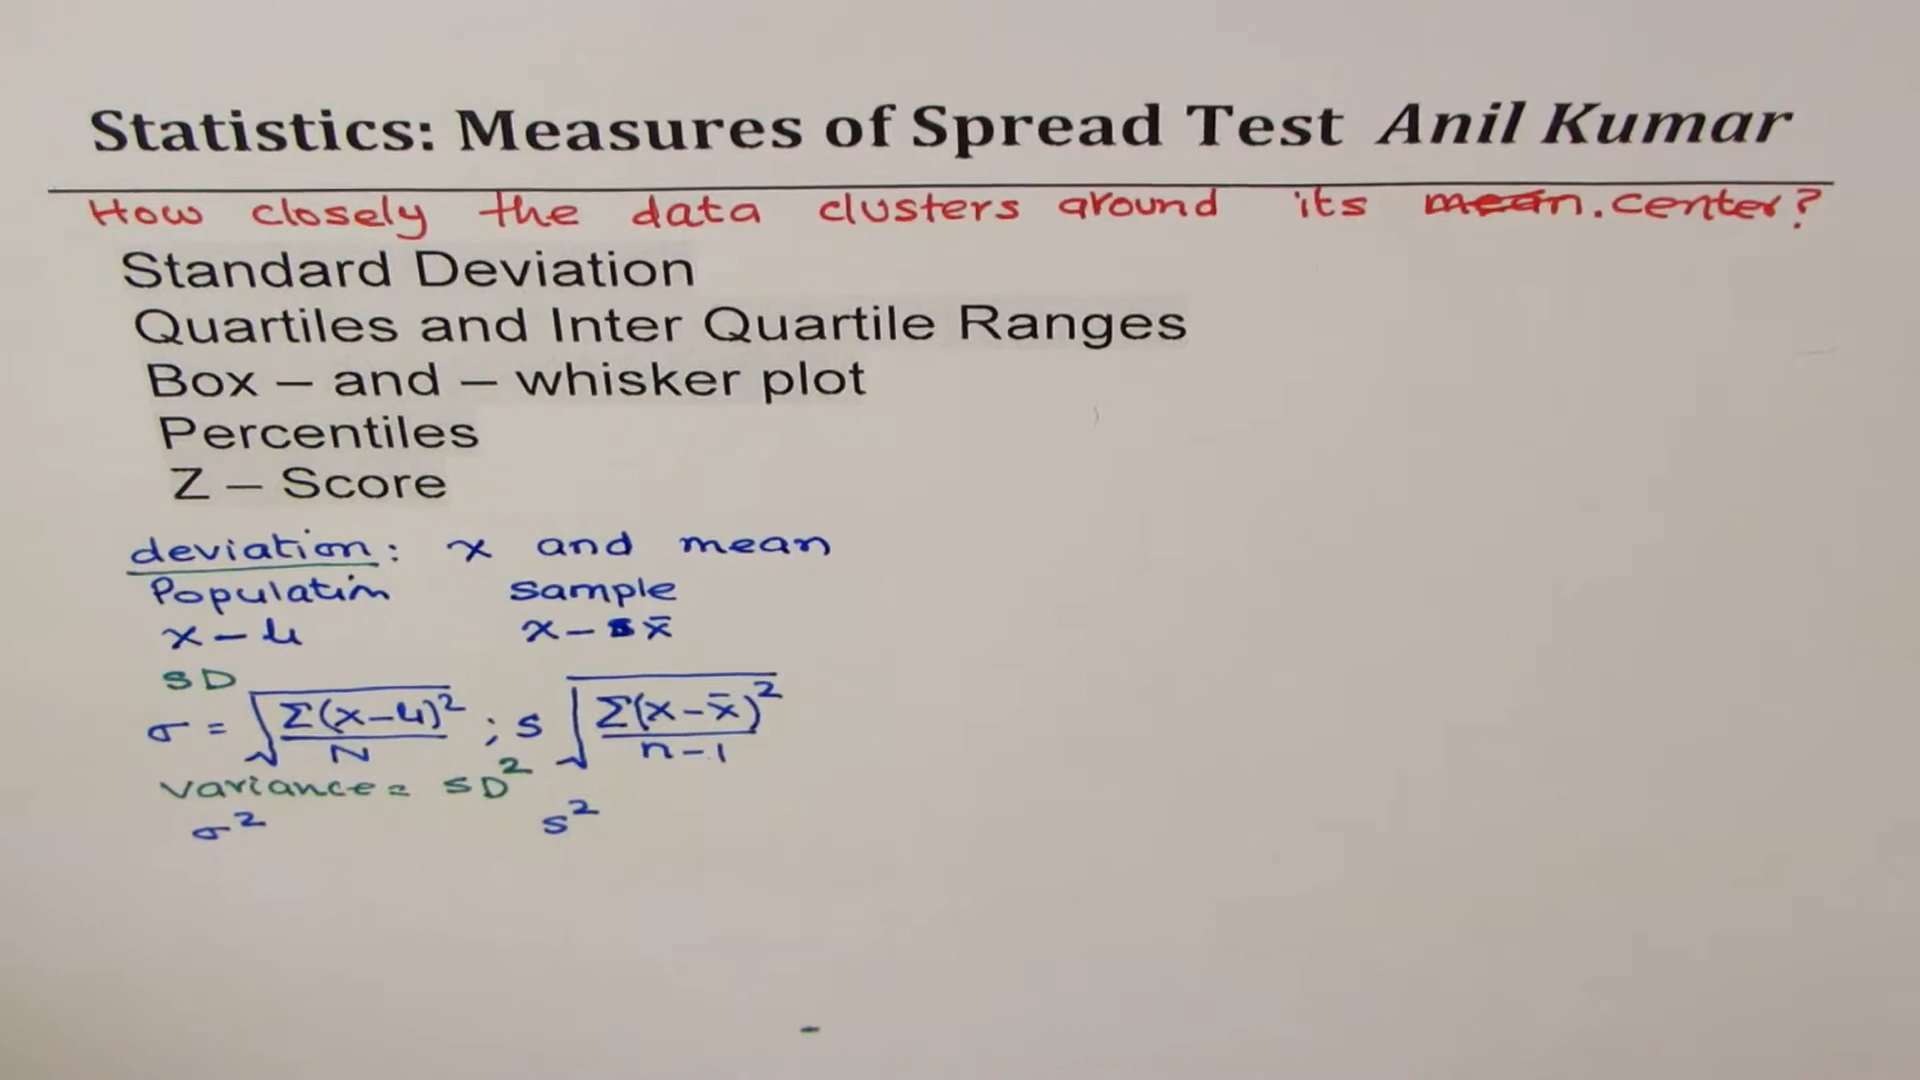 Statistics: Measures of Spread Test Anil Kumar
How closely the data clusters around its mean. center?
Standard Deviation
Quartiles and Inter Quartile Ranges
Box – and – whisker plot
Percentiles
Z – Score
deviation: x and mean
Population Sample
x - μ x - x̄
SD
σ = √(Σ(x-μ)²/N) ; s √(Σ(x-x̄)²/n-1)
variance = SD²
σ² s²